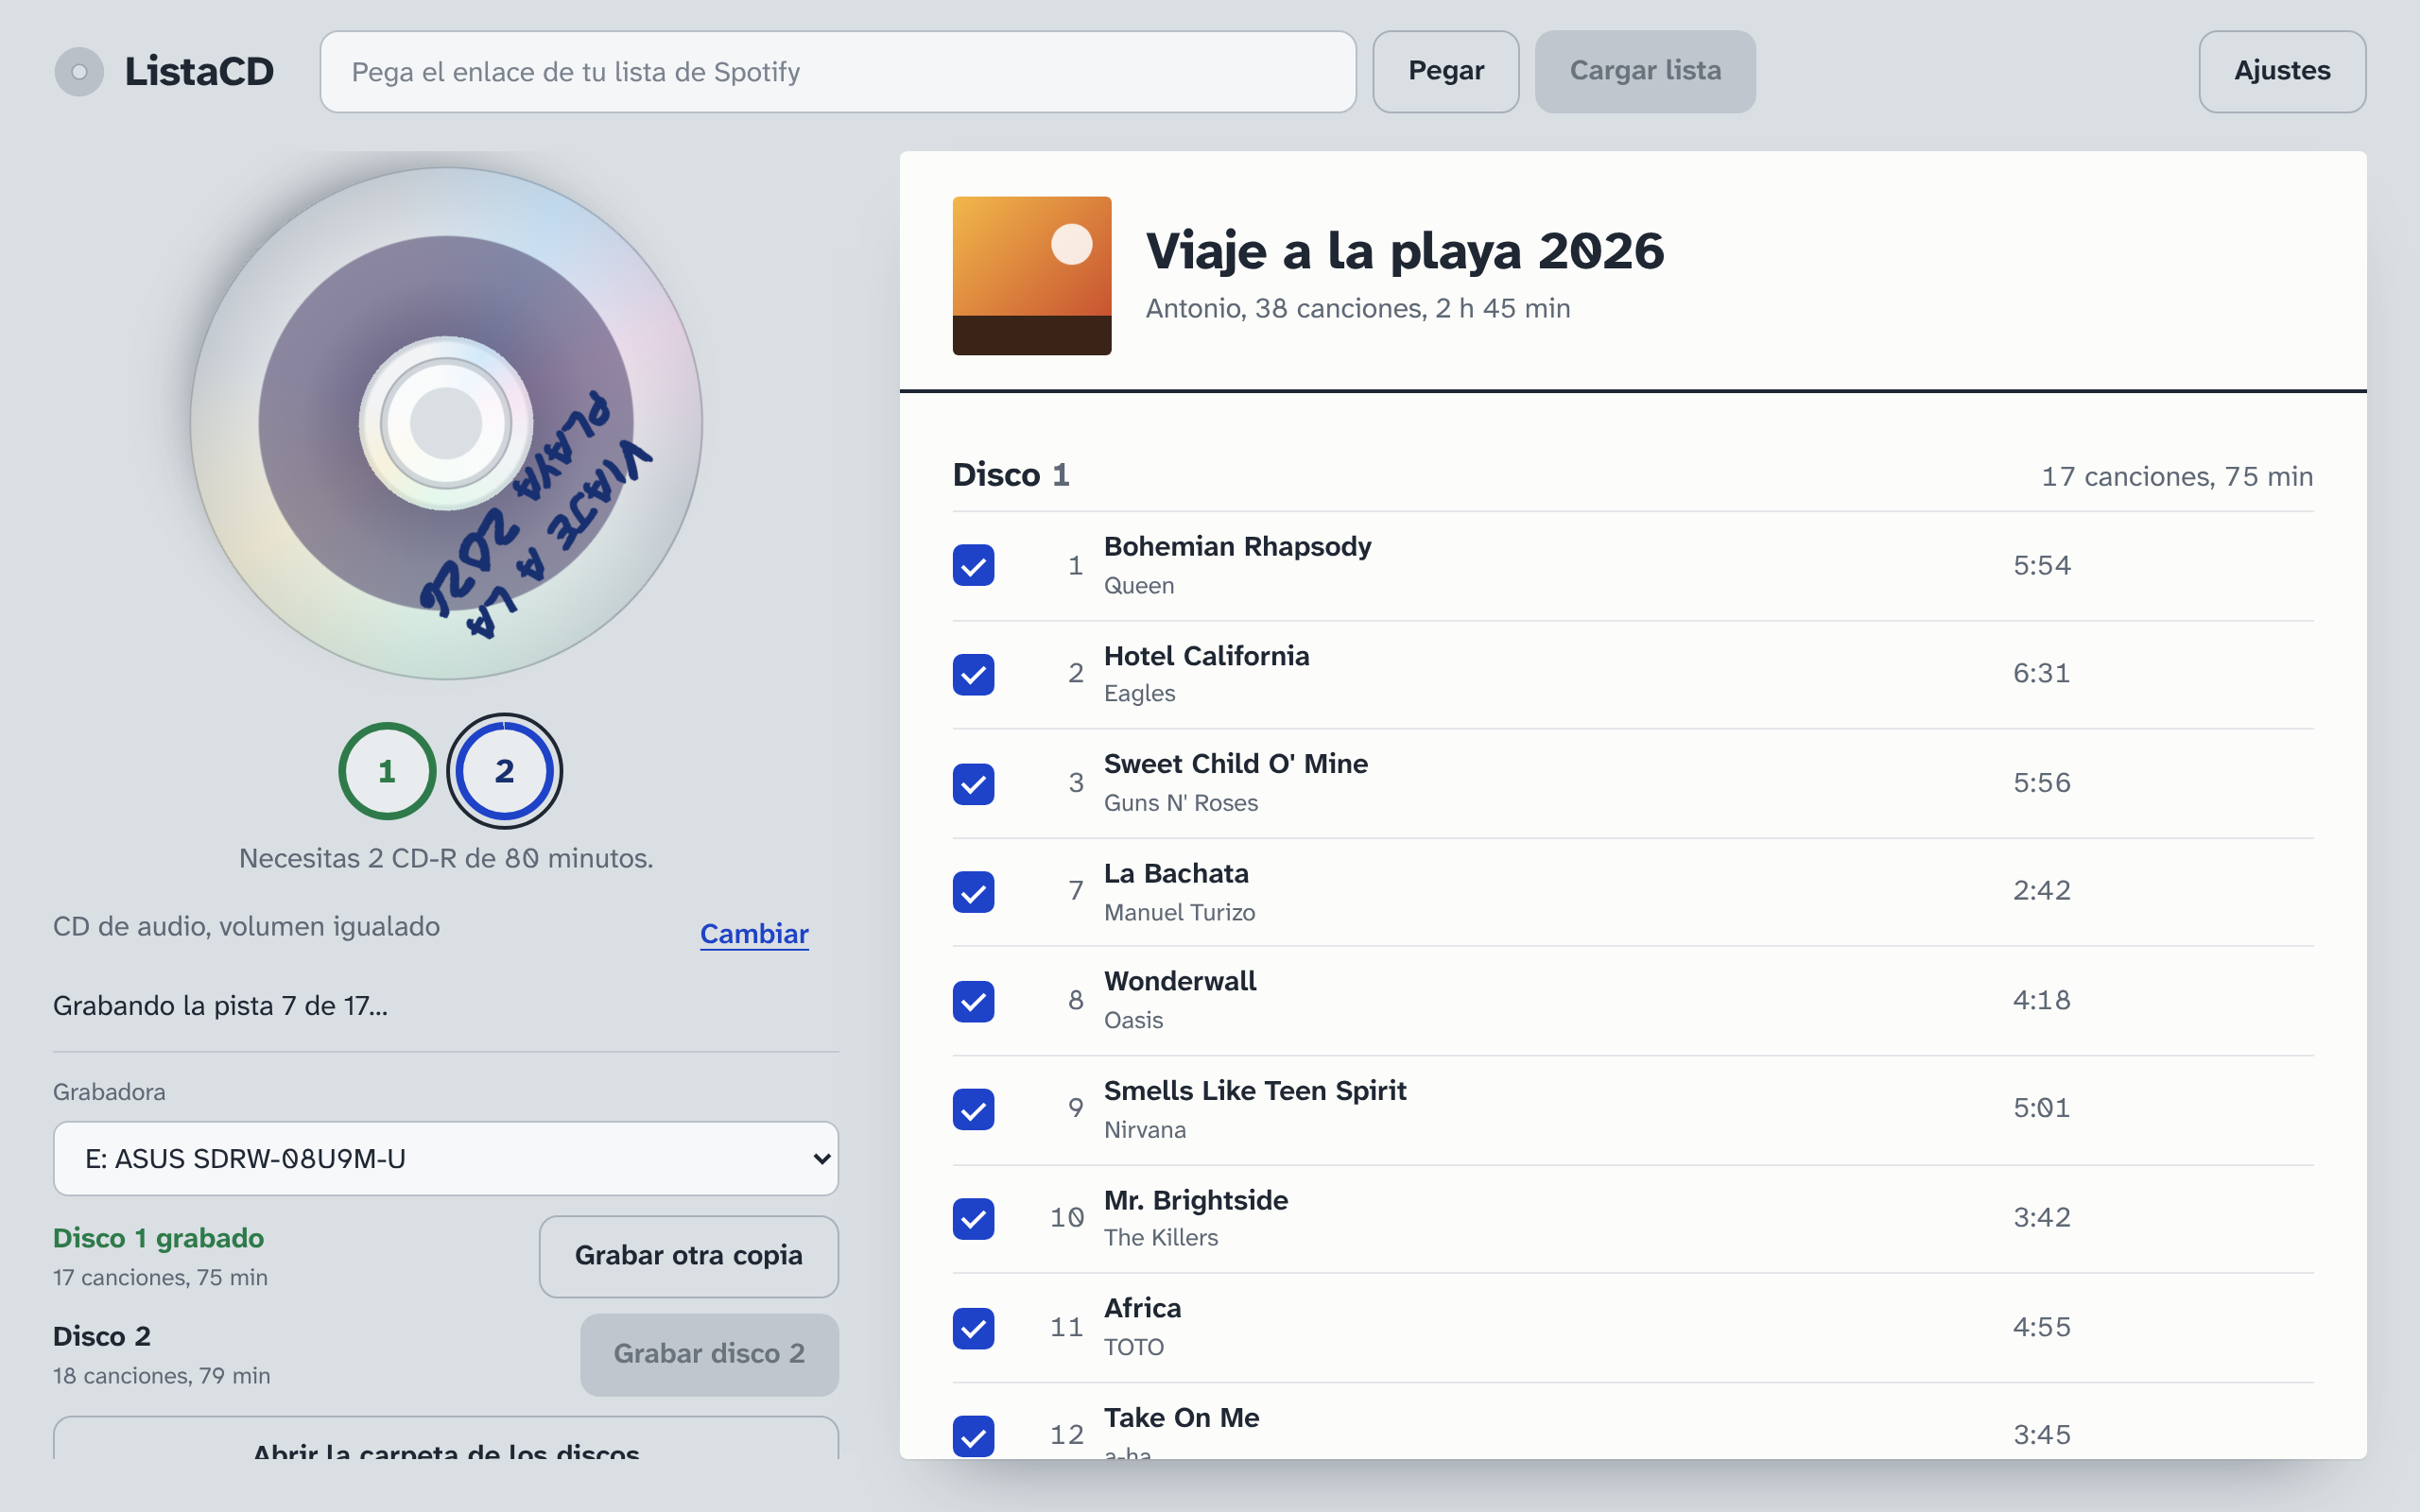 ListaCD
Pega el enlace de tu lista de Spotify
Pegar
Cargar lista
Ajustes
VIAJE A LA
PLAYA 2026
1
2
Necesitas 2 CD-R de 80 minutos.
CD de audio, volumen igualado
Cambiar
Grabando la pista 7 de 17...
Grabadora
E: ASUS SDRW-08U9M-U
Disco 1 grabado
17 canciones, 75 min
Grabar otra copia
Disco 2
18 canciones, 79 min
Grabar disco 2
Abrir la carpeta de los discos
Viaje a la playa 2026
Antonio, 38 canciones, 2 h 45 min
Disco 1
17 canciones, 75 min
1 Bohemian Rhapsody 5:54
Queen
2 Hotel California 6:31
Eagles
3 Sweet Child O' Mine 5:56
Guns N' Roses
7 La Bachata 2:42
Manuel Turizo
8 Wonderwall 4:18
Oasis
9 Smells Like Teen Spirit 5:01
Nirvana
10 Mr. Brightside 3:42
The Killers
11 Africa 4:55
TOTO
12 Take On Me 3:45
a-ha